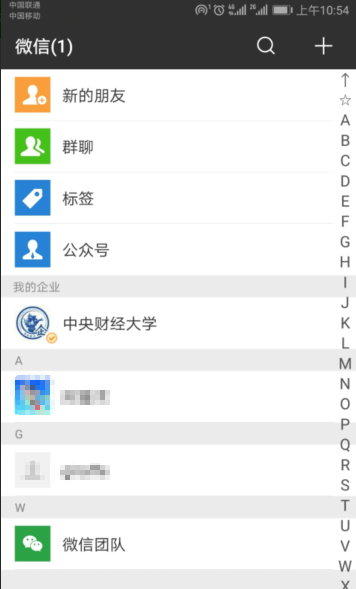 中国联通
中国移动
上午10:54
微信(1)
新的朋友
群聊
标签
公众号
我的企业
中央财经大学
A
G
W
微信团队
↑
☆
A
B
C
D
E
F
G
H
I
J
K
L
M
N
O
P
Q
R
S
T
U
V
W
X